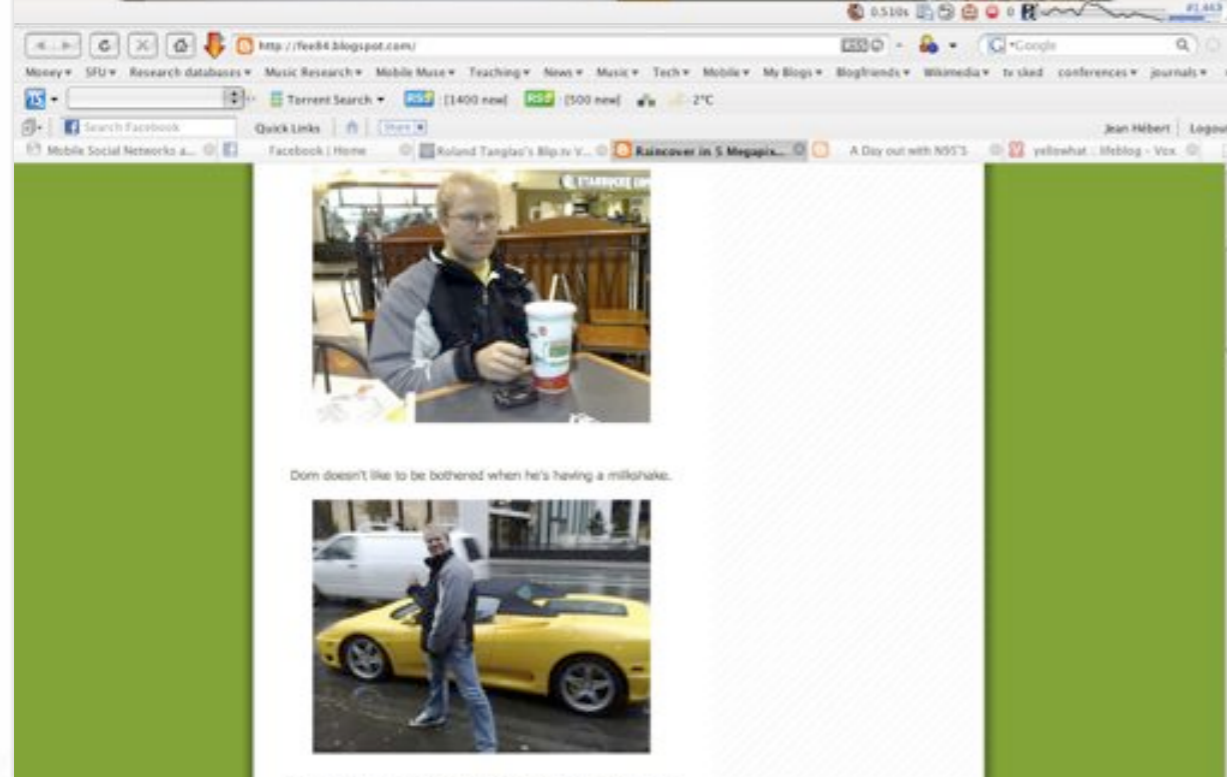 0.510s 0
http://fee84.blogspot.com/ Google
Money SFU Research databases Music Research Mobile Muse Teaching News Music Tech Mobile My Blogs Blogfriends Wikimedia tv sked conferences journals
TS Torrent Search RSS [1400 new] RSS [500 new] 2°C
Search Facebook Quick Links Share Jean Hébert Logout
Mobile Social Networks a... Facebook | Home Roland Tanglao's Blip.tv V... Raincover in 5 Megapix... A Day out with N95'S yellowhat : lifeblog - Vox
Dom doesn't like to be bothered when he's having a milkshake.